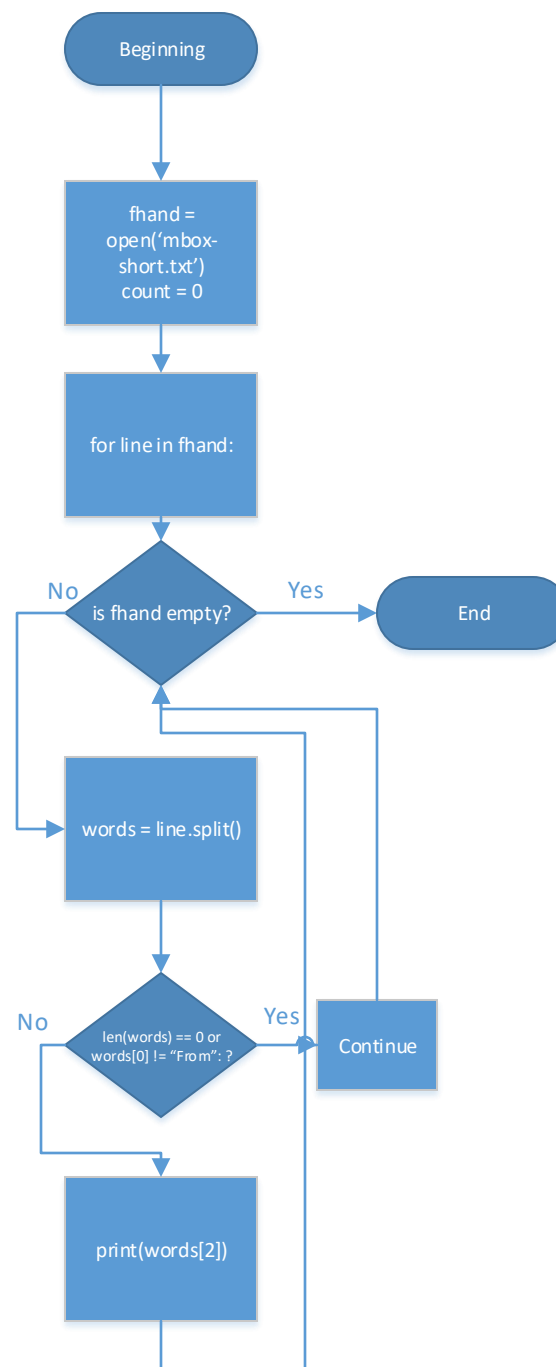 Beginning
fhand =
open(‘mbox-
short.txt’)
count = 0
for line in fhand:
No
Yes
is fhand empty?
End
words = line.split()
No
Yes
len(words) == 0 or
words[0] != “From”: ?
Continue
print(words[2])